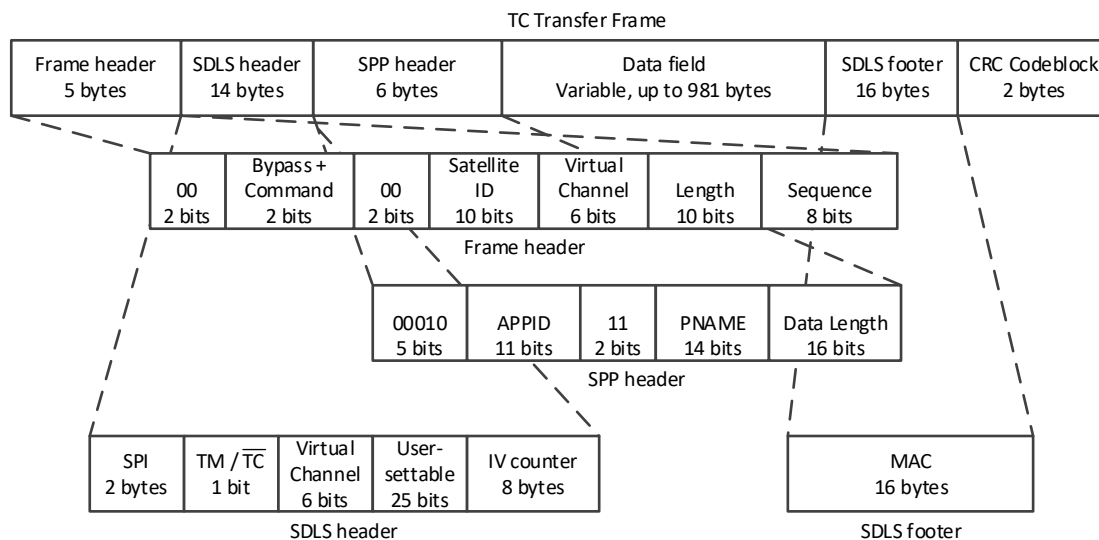 TC Transfer Frame
Frame header
5 bytes
SDLS header
14 bytes
SPP header
6 bytes
Data field
Variable, up to 981 bytes
SDLS footer
16 bytes
CRC Codeblock
2 bytes
00
2 bits
Bypass +
Command
2 bits
00
2 bits
Satellite
ID
10 bits
Virtual
Channel
6 bits
Length
10 bits
Sequence
8 bits
Frame header
00010
5 bits
APPID
11 bits
11
2 bits
PNAME
14 bits
Data Length
16 bits
SPP header
SPI
2 bytes
TM / T̅C̅
1 bit
Virtual
Channel
6 bits
User-
settable
25 bits
IV counter
8 bytes
SDLS header
MAC
16 bytes
SDLS footer